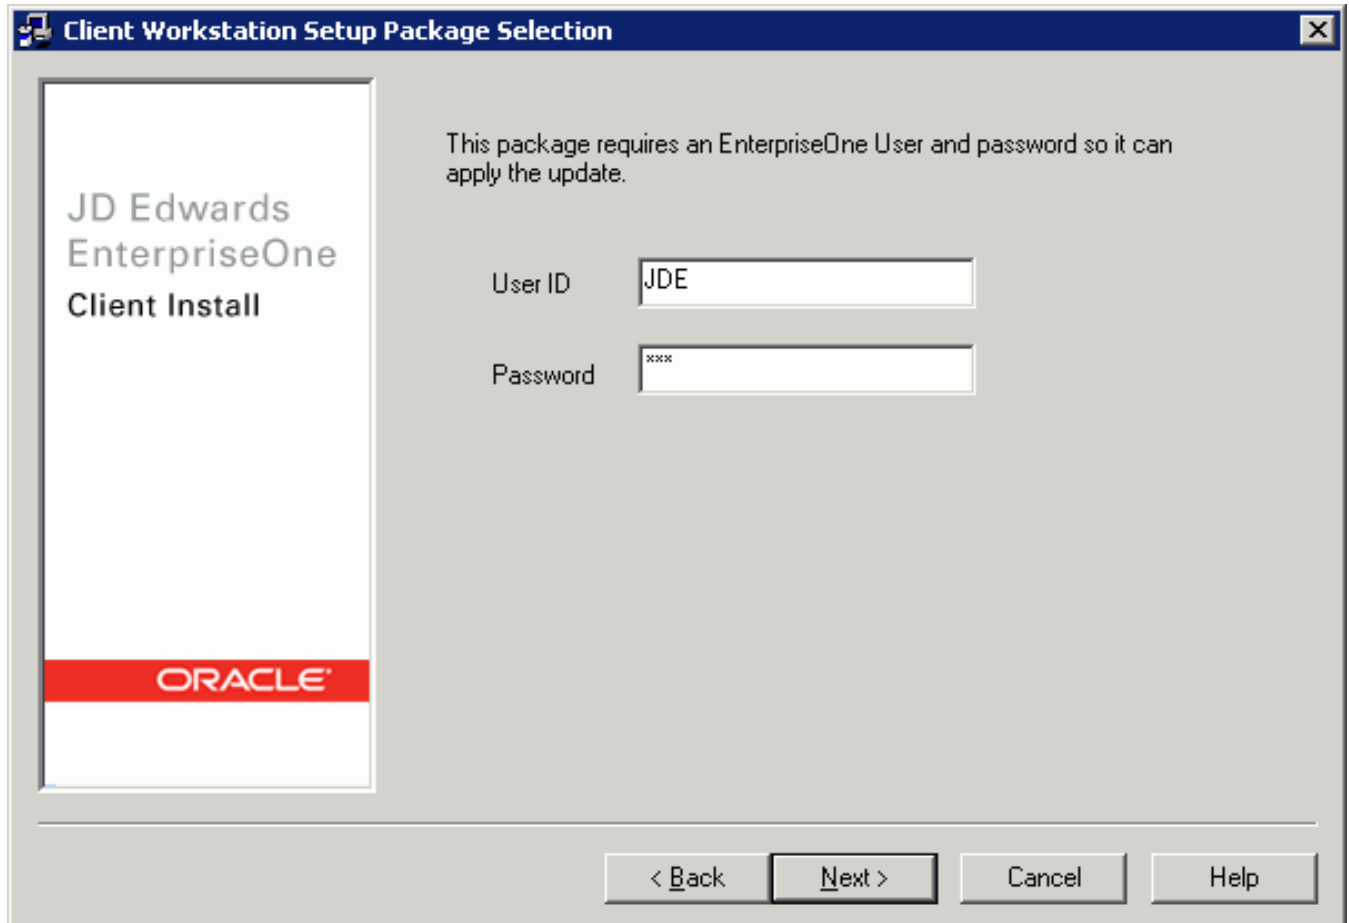 Client Workstation Setup Package Selection
JD Edwards
EnterpriseOne
Client Install
ORACLE
This package requires an EnterpriseOne User and password so it can
apply the update.
User ID
JDE
Password
***
< Back
Next >
Cancel
Help